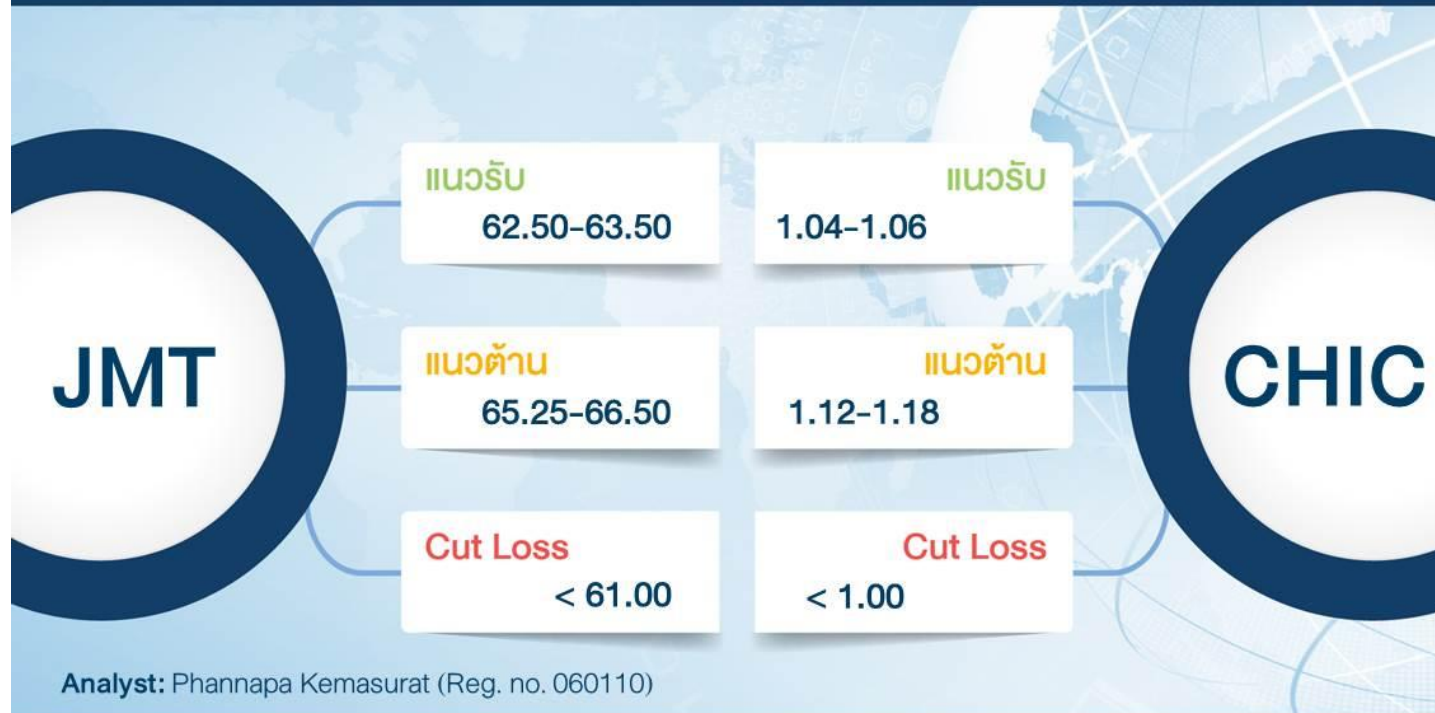 JMT
แนวรับ
62.50-63.50
แนวต้าน
65.25-66.50
Cut Loss
< 61.00
แนวรับ
1.04-1.06
แนวต้าน
1.12-1.18
Cut Loss
< 1.00
CHIC
Analyst: Phannapa Kemasurat (Reg. no. 060110)